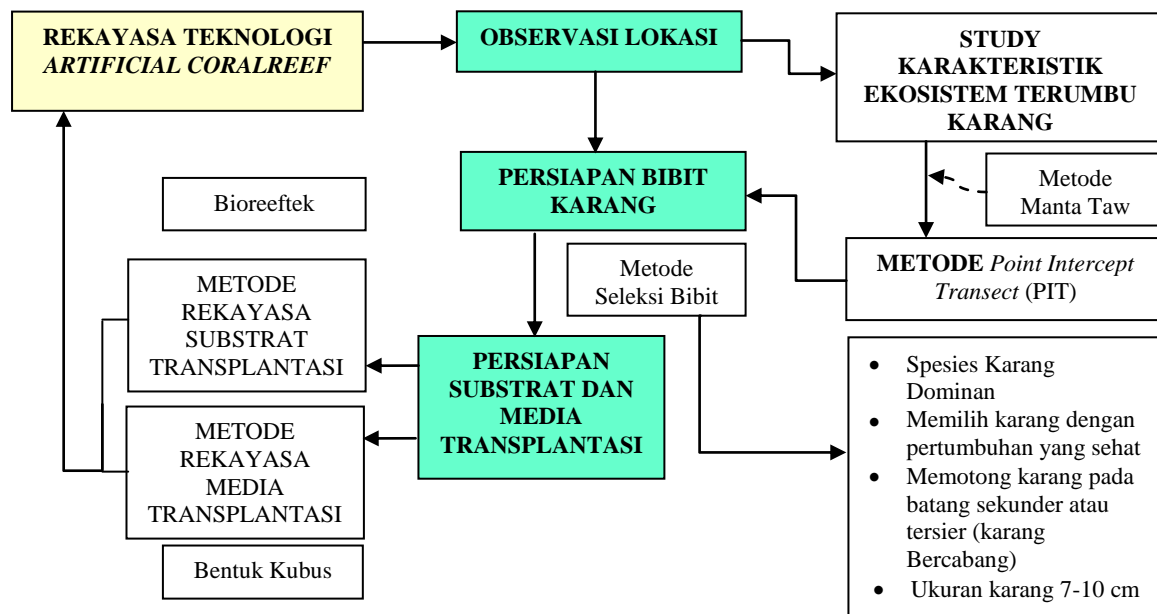 REKAYASA TEKNOLOGI
ARTIFICIAL CORALREEF
OBSERVASI LOKASI
STUDY
KARAKTERISTIK
EKOSISTEM TERUMBU
KARANG
Bioreeftek
PERSIAPAN BIBIT
KARANG
Metode
Manta Taw
METODE Point Intercept
Transect (PIT)
Metode
Seleksi Bibit
METODE
REKAYASA
SUBSTRAT
TRANSPLANTASI
PERSIAPAN
SUBSTRAT DAN
MEDIA
TRANSPLANTASI
METODE
REKAYASA
MEDIA
TRANSPLANTASI
Bentuk Kubus
• Spesies Karang
Dominan
• Memilih karang dengan
pertumbuhan yang sehat
• Memotong karang pada
batang sekunder atau
tersier (karang
Bercabang)
• Ukuran karang 7-10 cm